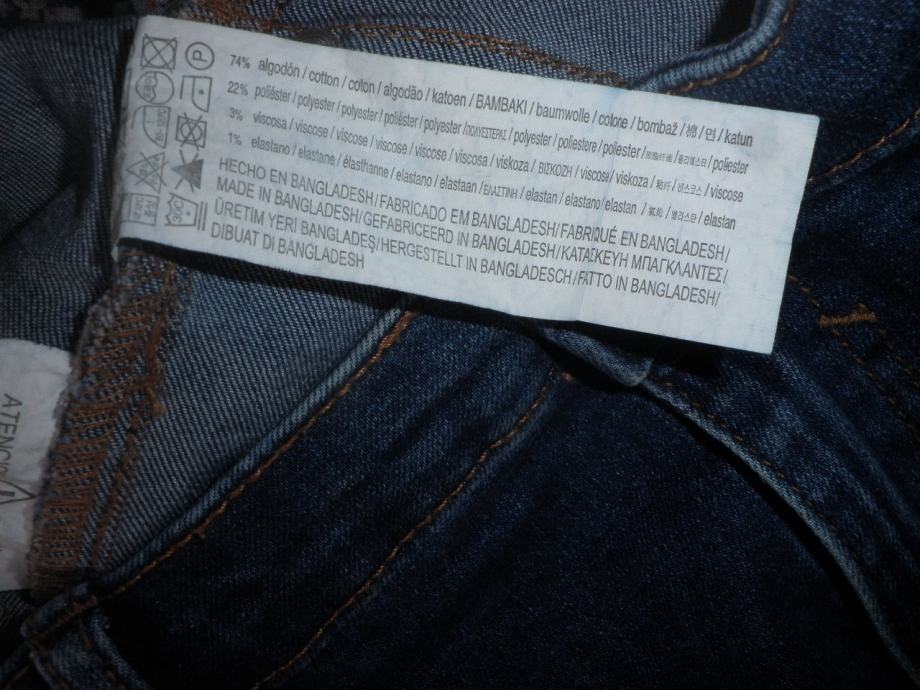 74% algodón / cotton / coton / algodão / katoen / BAMBAKI / baumwolle / cotone / bombaž / 棉 / 면 / katun
22% poliéster / polyester / polyester / poliéster / polyester / ΠΟΛΥΕΣΤΕΡΑΣ / polyester / poliestere / poliester / 聚酯纤维 / 폴리에스터 / poliester
3% viscosa / viscose / viscose / viscose / viscose / viscosa / viskoza / ΒΙΣΚΟΖΗ / viscose / viskoza / 粘纤 / 비스코스 / viscose
1% elastano / elastane / élasthanne / elastano / elastaan / ΕΛΑΣΤΙΝΗ / elastan / elastano / elastan / 氨纶 / 엘라스탄 / elastan
HECHO EN BANGLADESH/FABRICADO EM BANGLADESH/FABRIQUÉ EN BANGLADESH/
MADE IN BANGLADESH/GEFABRICEERD IN BANGLADESH/ΚΑΤΑΣΚΕΥΗ ΜΠΑΓΚΛΑΝΤΕΣ/
ÜRETİM YERİ BANGLADEŞ/HERGESTELLT IN BANGLADESCH/FATTO IN BANGLADESH/
DIBUAT DI BANGLADESH
P
30C